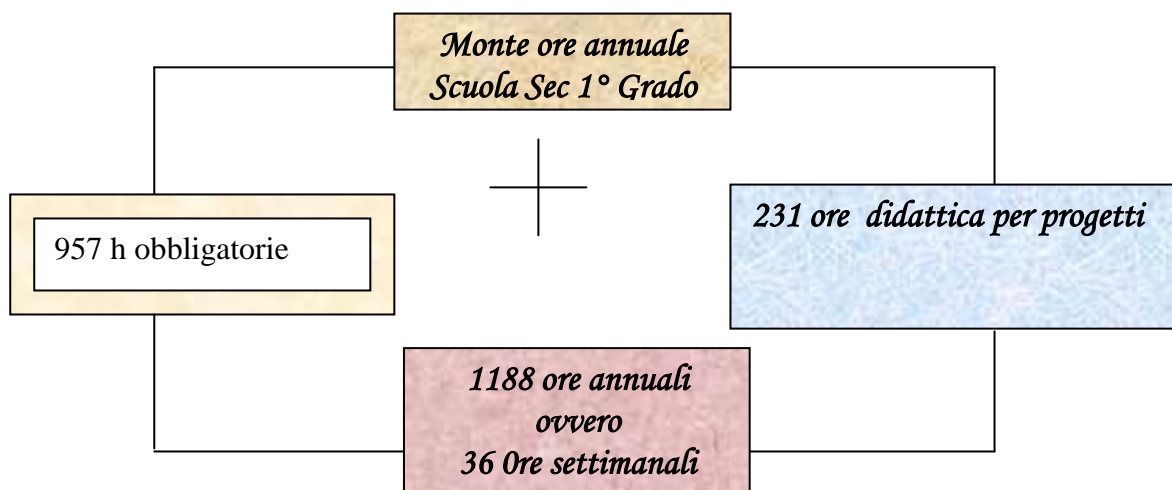 Monte ore annuale
Scuola Sec 1° Grado
957 h obbligatorie
231 ore didattica per progetti
1188 ore annuali
ovvero
36 Ore settimanali